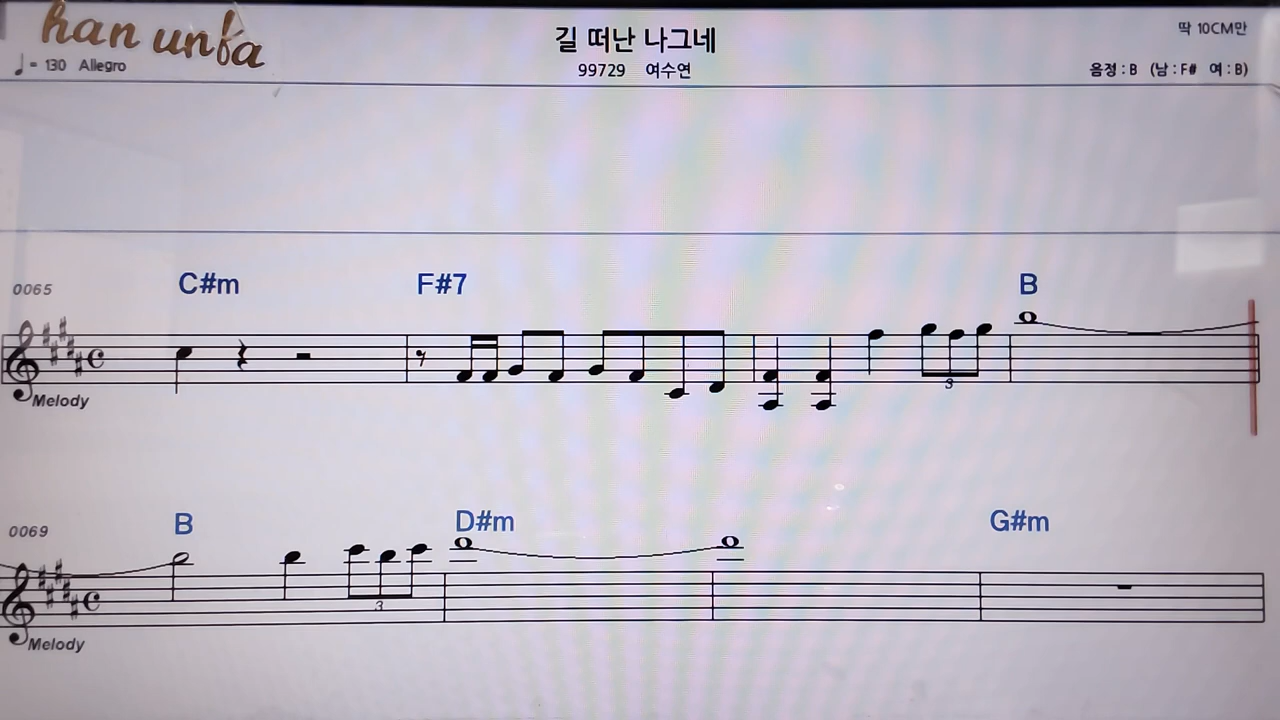 han unfa
길 떠난 나그네
딱 10CM만
♩= 130 Allegro
99729 여수연
음정 : B (남 : F# 여 : B)
0065
C#m F#7 B
Melody
3
0069
B D#m G#m
3
Melody